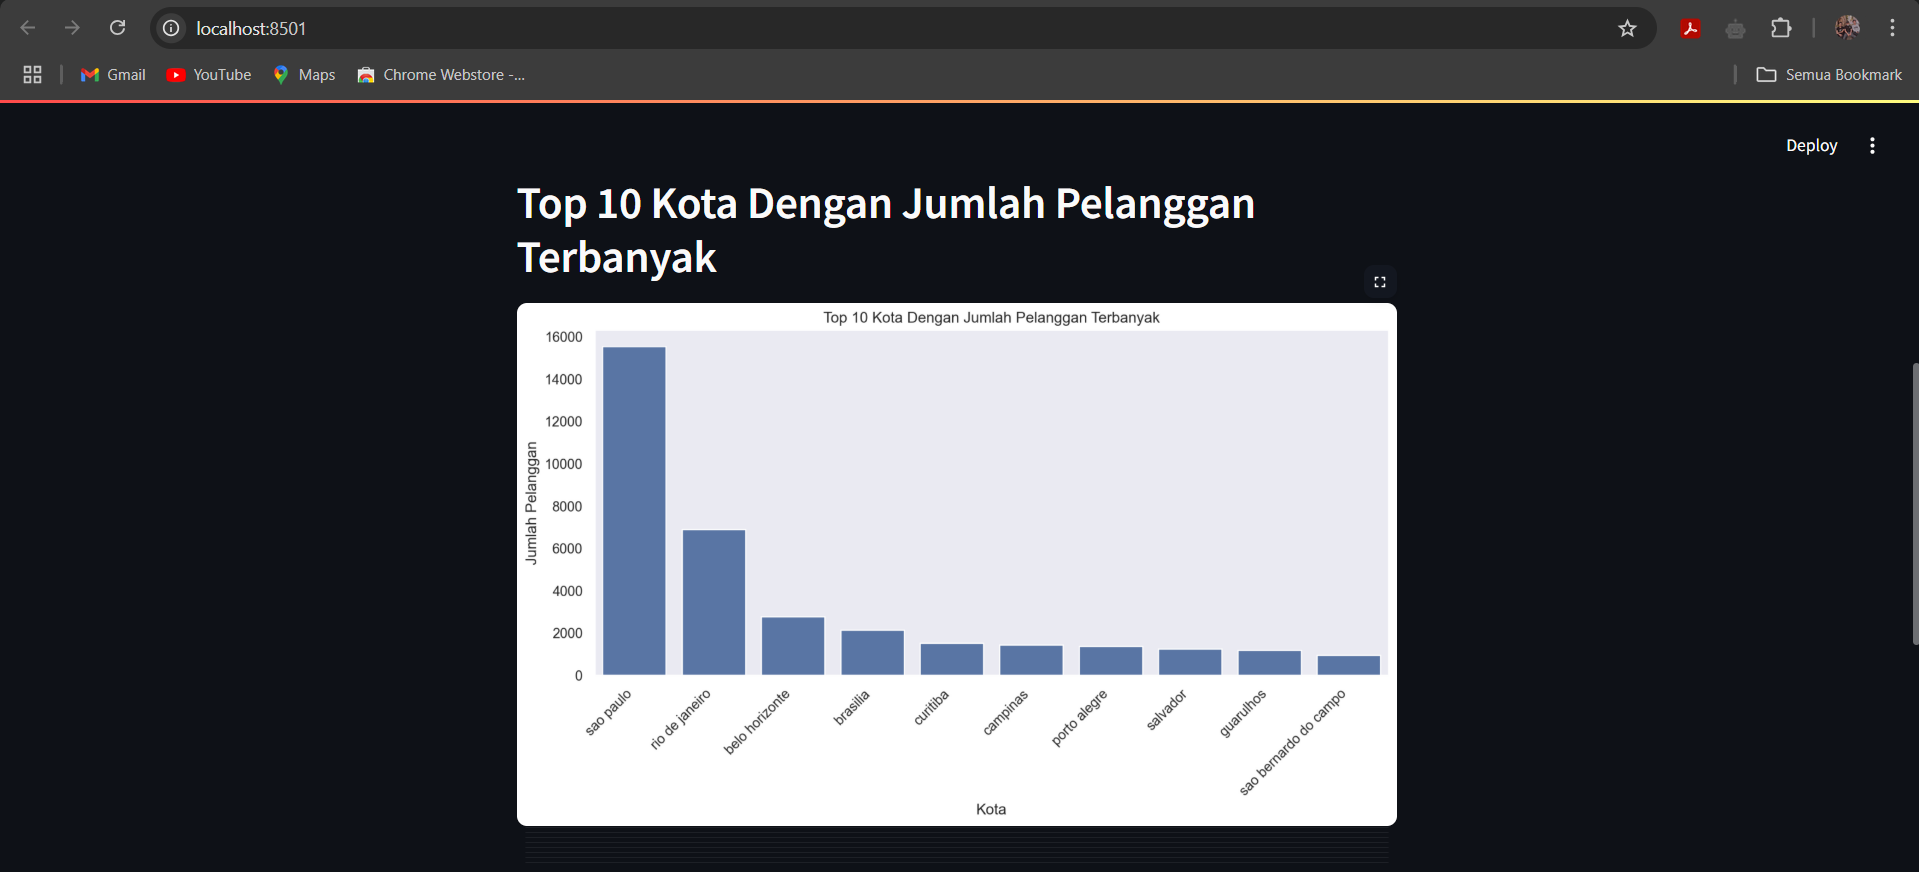 localhost:8501
Gmail
YouTube
Maps
Chrome Webstore -...
Semua Bookmark
Deploy
Top 10 Kota Dengan Jumlah Pelanggan
Terbanyak
Top 10 Kota Dengan Jumlah Pelanggan Terbanyak
Jumlah Pelanggan
16000
14000
12000
10000
8000
6000
4000
2000
0
sao paulo
rio de janeiro
belo horizonte
brasilia
curitiba
campinas
porto alegre
salvador
guarulhos
sao bernardo do campo
Kota